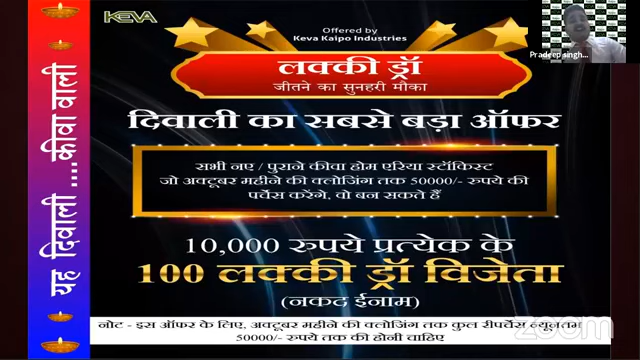 KEVA
Offered by
Keva Kaipo Industries
लक्की ड्रॉ
जीतने का सुनहरी मौका
दिवाली का सबसे बड़ा ऑफर
सभी नए / पुराने कीवा होम एरिया स्टॉकिस्ट
जो अक्टूबर महीने की क्लोजिंग तक 50000/- रुपये की
पर्चेस करेंगे, वो बन सकते हैं
10,000 रुपये प्रत्येक के
100 लक्की ड्रॉ विजेता
(नकद ईनाम)
नोट - इस ऑफर के लिए, अक्टूबर महीने की क्लोजिंग तक कुल रीपर्चेस न्यूनतम
50000/- रुपये तक की होनी चाहिए
यह दिवाली ....कीवा वाली
Pradeep singh...
zoom